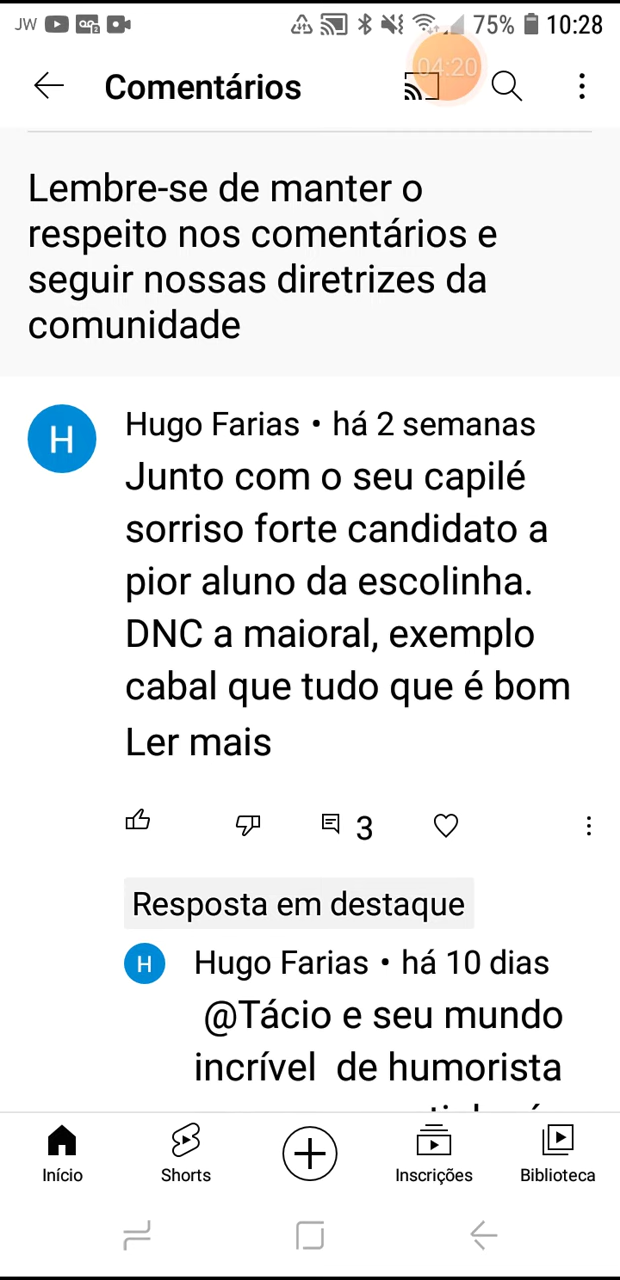 JW 75% 10:28
Comentários 04:20
Lembre-se de manter o
respeito nos comentários e
seguir nossas diretrizes da
comunidade
H Hugo Farias • há 2 semanas
Junto com o seu capilé
sorriso forte candidato a
pior aluno da escolinha.
DNC a maioral, exemplo
cabal que tudo que é bom
Ler mais
3
Resposta em destaque
H Hugo Farias • há 10 dias
@Tácio e seu mundo
incrível de humorista
Início Shorts Inscrições Biblioteca